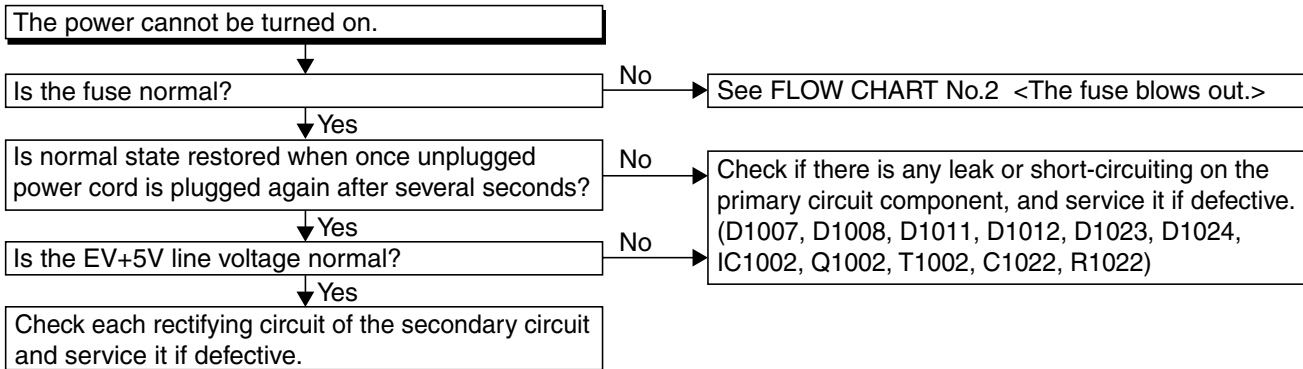 The power cannot be turned on.
Is the fuse normal?
No
See FLOW CHART No.2 <The fuse blows out.>
Yes
Is normal state restored when once unplugged
power cord is plugged again after several seconds?
No
Check if there is any leak or short-circuiting on the
primary circuit component, and service it if defective.
(D1007, D1008, D1011, D1012, D1023, D1024,
IC1002, Q1002, T1002, C1022, R1022)
Yes
Is the EV+5V line voltage normal?
No
Yes
Check each rectifying circuit of the secondary circuit
and service it if defective.